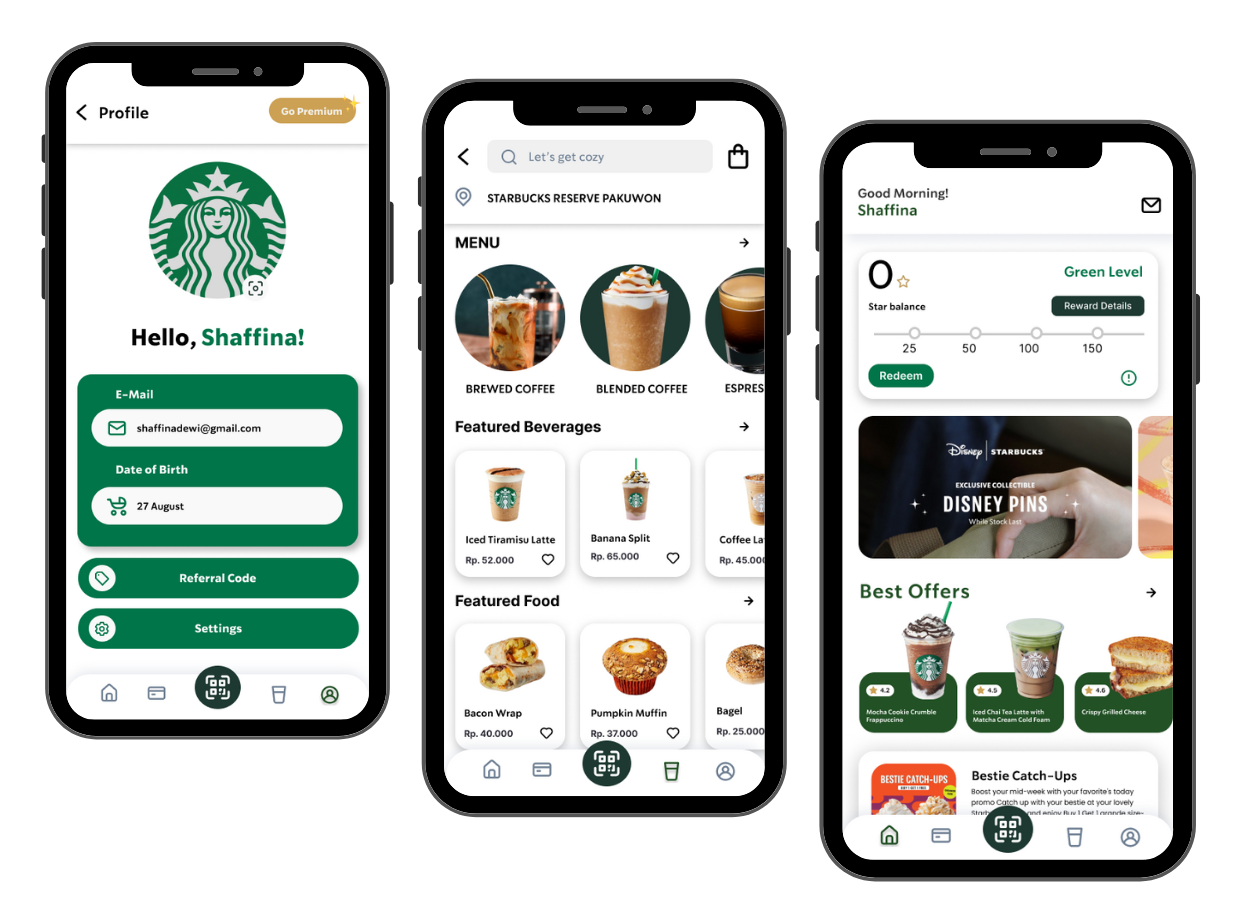 Profile
Go Premium
Hello, Shaffina!
E-Mail
shaffinadewi@gmail.com
Date of Birth
27 August
Referral Code
Settings
Let's get cozy
STARBUCKS RESERVE PAKUWON
MENU
BREWED COFFEE
BLENDED COFFEE
ESPRES
Featured Beverages
Iced Tiramisu Latte
Rp. 52.000
Banana Split
Rp. 65.000
Coffee La
Rp. 45.000
Featured Food
Bacon Wrap
Rp. 40.000
Pumpkin Muffin
Rp. 37.000
Bagel
Rp. 25.000
Good Morning!
Shaffina
0
Green Level
Star balance
Reward Details
25 50 100 150
Redeem
Disney STARBUCKS
EXCLUSIVE COLLECTIBLE
DISNEY PINS
While Stock Last
Best Offers
4.2
Mocha Cookie Crumble
Frappuccino
4.5
Iced Chai Tea Latte with
Matcha Cream Cold Foam
4.6
Crispy Grilled Cheese
BESTIE CATCH-UPS
BUY 1 GET 1 FREE
Bestie Catch-Ups
Boost your mid-week with your favorite's today
promo Catch up with your bestie at your lovely
and enjoy Buy 1 Get 1 grande size-